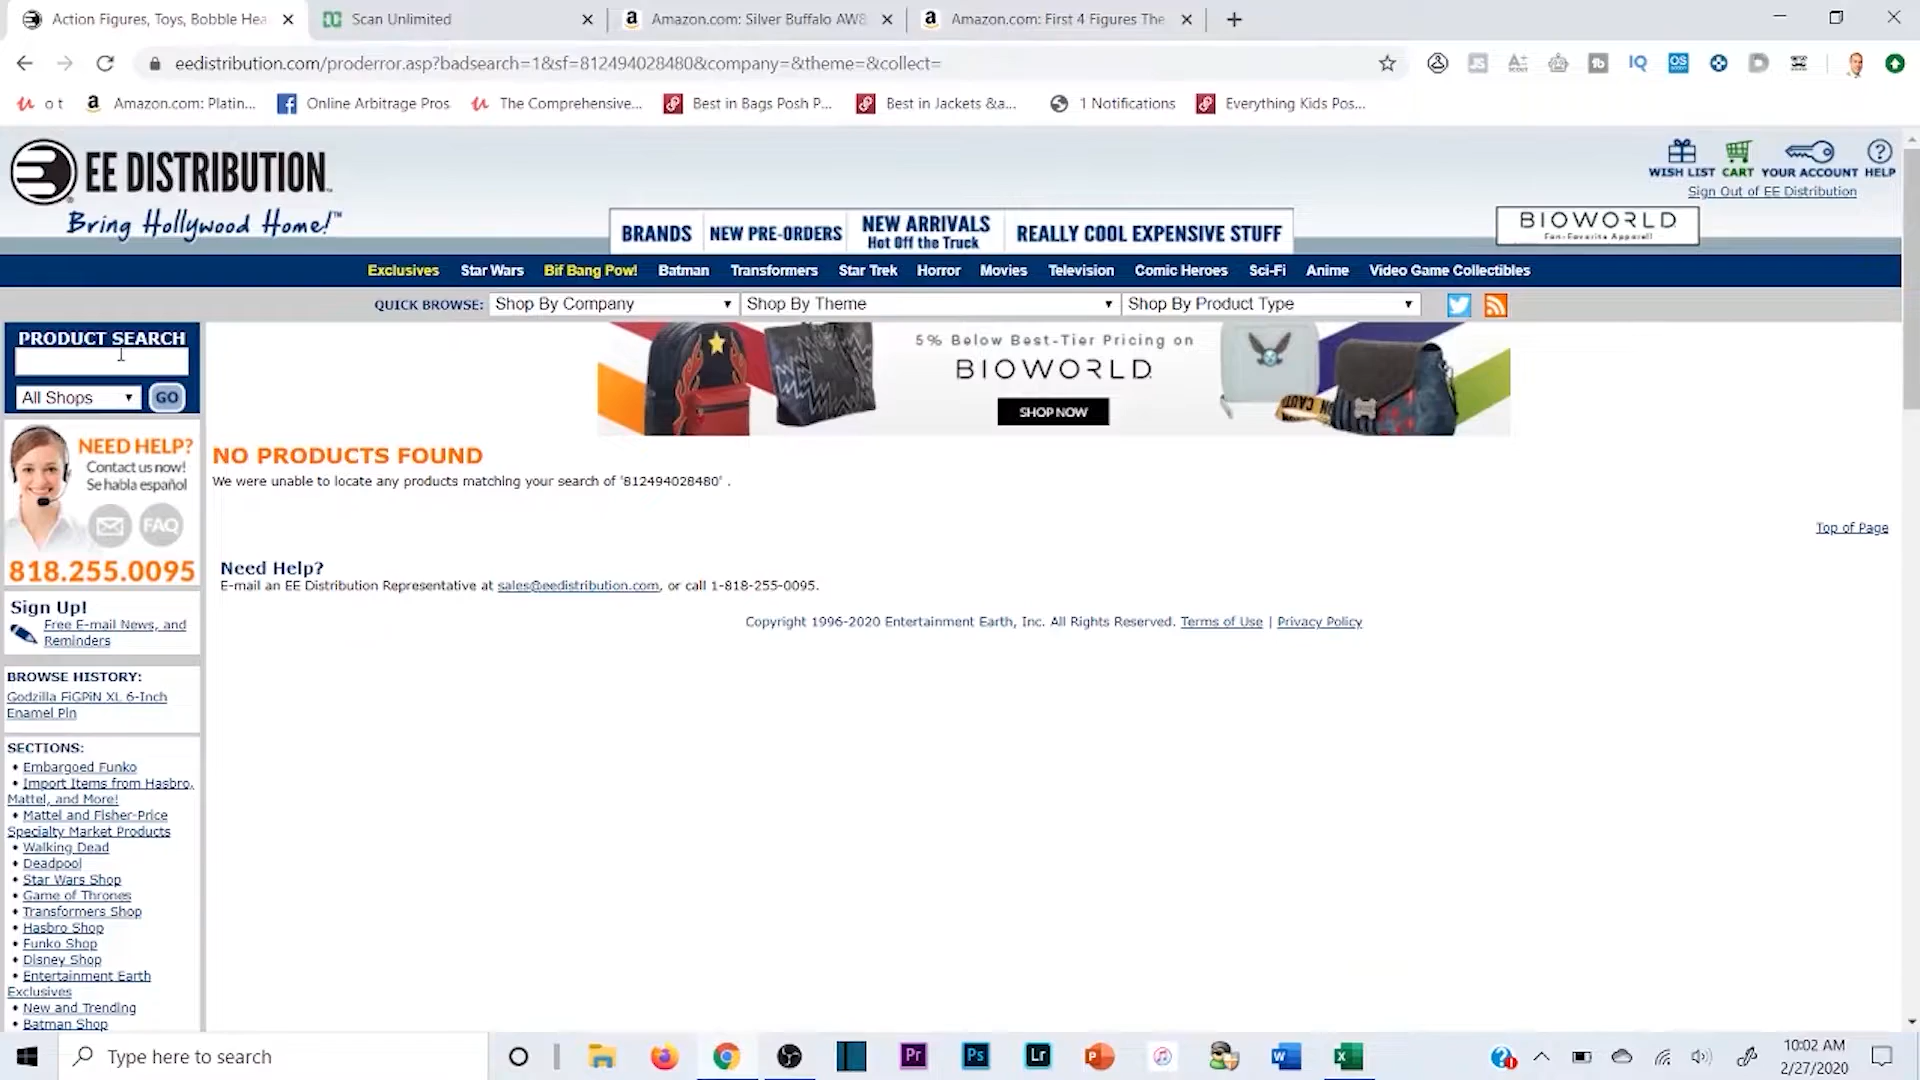 Action Figures, Toys, Bobble Hea
Scan Unlimited
Amazon.com: Silver Buffalo AW8
Amazon.com: First 4 Figures The
eedistribution.com/proderror.asp?badsearch=1&sf=812494028480&company=&theme=&collect=
o t
Amazon.com: Platin...
Online Arbitrage Pros
The Comprehensive...
Best in Bags Posh P...
Best in Jackets &a...
1 Notifications
Everything Kids Pos...
EE DISTRIBUTION
Bring Hollywood Home!™
WISH LIST CART YOUR ACCOUNT HELP
Sign Out of EE Distribution
BRANDS
NEW PRE-ORDERS
NEW ARRIVALS
Hot Off the Truck
REALLY COOL EXPENSIVE STUFF
BIOWORLD
Fan-Favorite Apparel!
Exclusives Star Wars Bif Bang Pow! Batman Transformers Star Trek Horror Movies Television Comic Heroes Sci-Fi Anime Video Game Collectibles
QUICK BROWSE: Shop By Company Shop By Theme Shop By Product Type
PRODUCT SEARCH
All Shops GO
5% Below Best-Tier Pricing on
BIOWORLD
SHOP NOW
CAUTION
NEED HELP?
Contact us now!
Se habla español
FAQ
818.255.0095
NO PRODUCTS FOUND
We were unable to locate any products matching your search of '812494028480' .
Top of Page
Need Help?
E-mail an EE Distribution Representative at sales@eedistribution.com, or call 1-818-255-0095.
Copyright 1996-2020 Entertainment Earth, Inc. All Rights Reserved. Terms of Use | Privacy Policy
Sign Up!
Free E-mail News, and
Reminders
BROWSE HISTORY:
Godzilla FiGPiN XL 6-Inch
Enamel Pin
SECTIONS:
• Embargoed Funko
• Import Items from Hasbro,
Mattel, and More!
• Mattel and Fisher-Price
Specialty Market Products
• Walking Dead
• Deadpool
• Star Wars Shop
• Game of Thrones
• Transformers Shop
• Hasbro Shop
• Funko Shop
• Disney Shop
• Entertainment Earth
Exclusives
• New and Trending
• Batman Shop
Type here to search
10:02 AM
2/27/2020